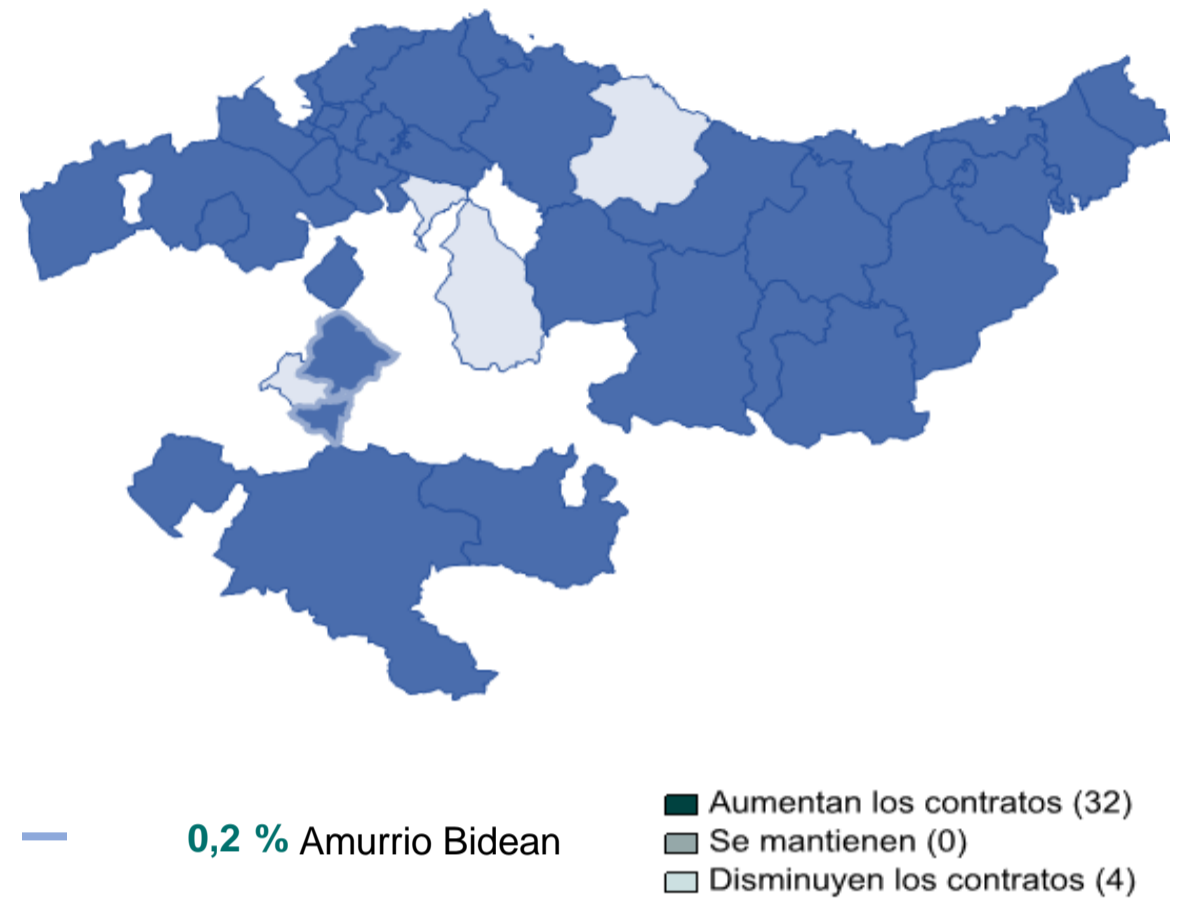 0,2 % Amurrio Bidean
Aumentan los contratos (32)
Se mantienen (0)
Disminuyen los contratos (4)